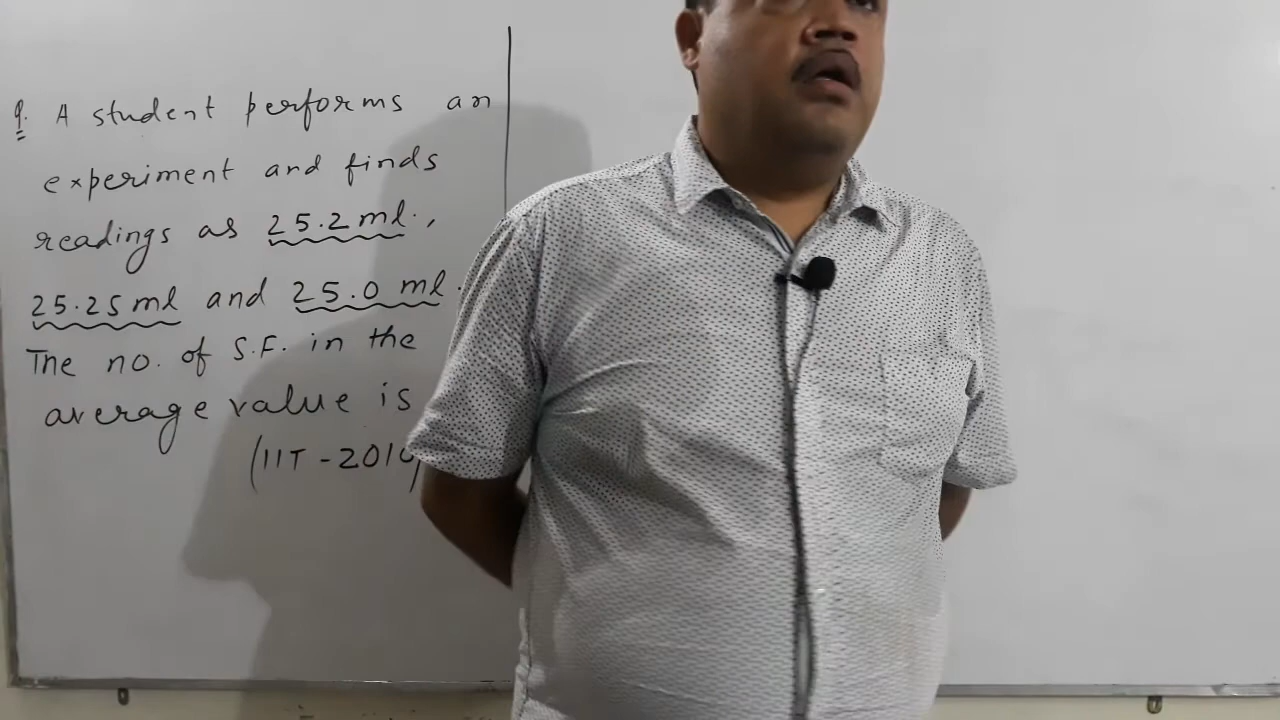 Q. A student performs an
experiment and finds
readings as 25.2 ml.,
25.25 ml and 25.0 ml.
The no. of S.F. in the
average value is
(IIT - 2010)